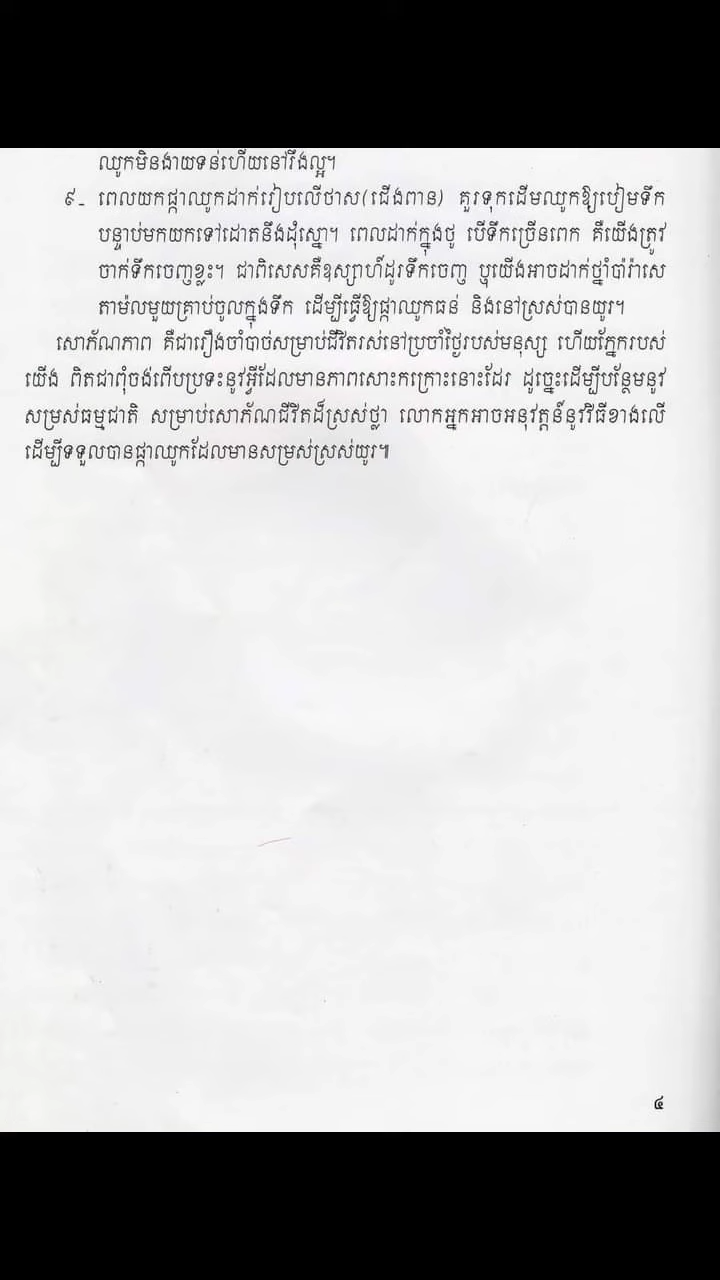 ឈូកមិនងាយទន់ហើយនៅរឹងល្អ។
៩- ពេលយកផ្កាឈូកដាក់រៀបលើថាស(ជើងពាន) គួរទុកដើមឈូកឱ្យបៀមទឹក
បន្ទាប់មកយកទៅដោតនឹងដុំស្នោ។ ពេលដាក់ក្នុងថូ បើទឹកច្រើនពេក គឺយើងត្រូវ
ចាក់ទឹកចេញខ្លះ។ ជាពិសេសគឺឧស្សាហ៍ដូរទឹកចេញ ឬយើងអាចដាក់ថ្នាំប៉ារ៉ាសេ
តាម៉លមួយគ្រាប់ចូលក្នុងទឹក ដើម្បីធ្វើឱ្យផ្កាឈូកធន់ និងនៅស្រស់បានយូរ។
សោភ័ណភាព គឺជារឿងចាំបាច់សម្រាប់ជីវិតរស់នៅប្រចាំថ្ងៃរបស់មនុស្ស ហើយភ្នែករបស់
យើង ពិតជាពុំចង់ពើបប្រទះនូវអ្វីដែលមានភាពសោះកក្រោះនោះដែរ ដូច្នេះដើម្បីបន្ថែមនូវ
សម្រស់ធម្មជាតិ សម្រាប់សោភ័ណជីវិតដ៏ស្រស់ថ្លា លោកអ្នកអាចអនុវត្តន៍នូវវិធីខាងលើ
ដើម្បីទទួលបានផ្កាឈូកដែលមានសម្រស់ស្រស់យូរ៕
៤